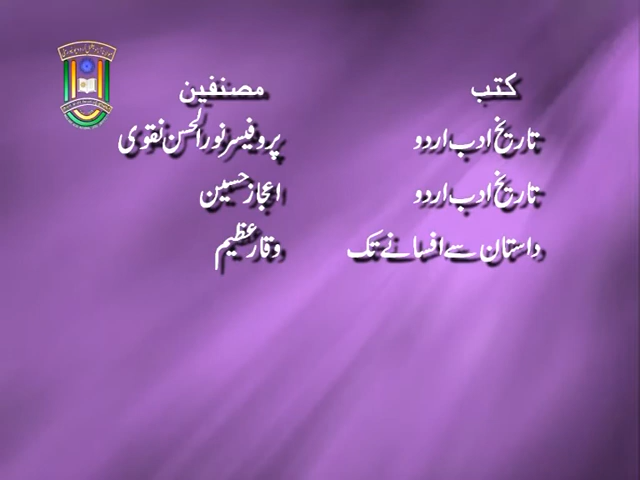 کتب مصنفین
تاریخ ادب اردو پروفیسر نورالحسن نقوی
تاریخ ادب اردو اعجاز حسین
داستان سے افسانے تک وقار عظیم